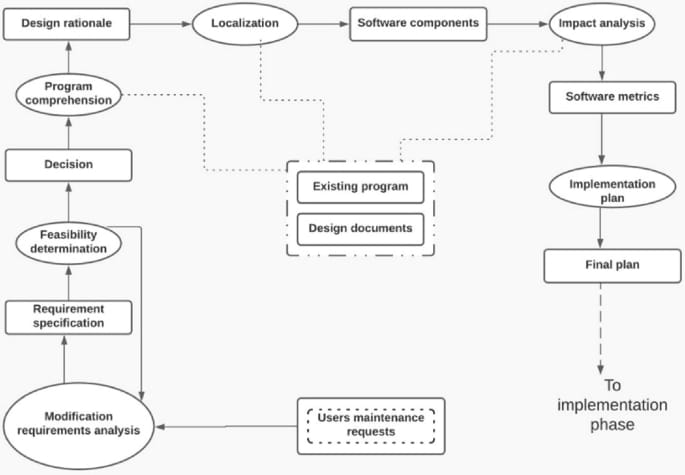 Design rationale
Localization
Software components
Impact analysis
Program
comprehension
Software metrics
Decision
Existing program
Implementation
plan
Design documents
Feasibility
determination
Final plan
Requirement
specification
To
implementation
phase
Modification
requirements analysis
Users maintenance
requests